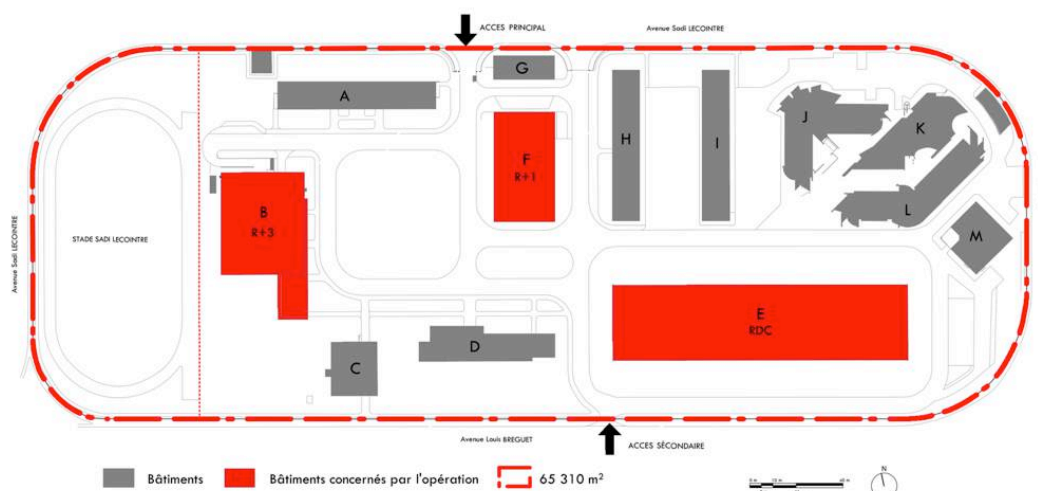 ACCES PRINCIPAL
Avenue Sadi LECOINTRE
G
A
J
K
H
I
F
R+1
B
R+3
L
M
Avenue Sadi LECOINTRE
STADE SADI LECOINTRE
E
RDC
D
C
Avenue Louis BREGUET
ACCES SÉCONDAIRE
Bâtiments
Bâtiments concernés par l'opération
65 310 m²
N